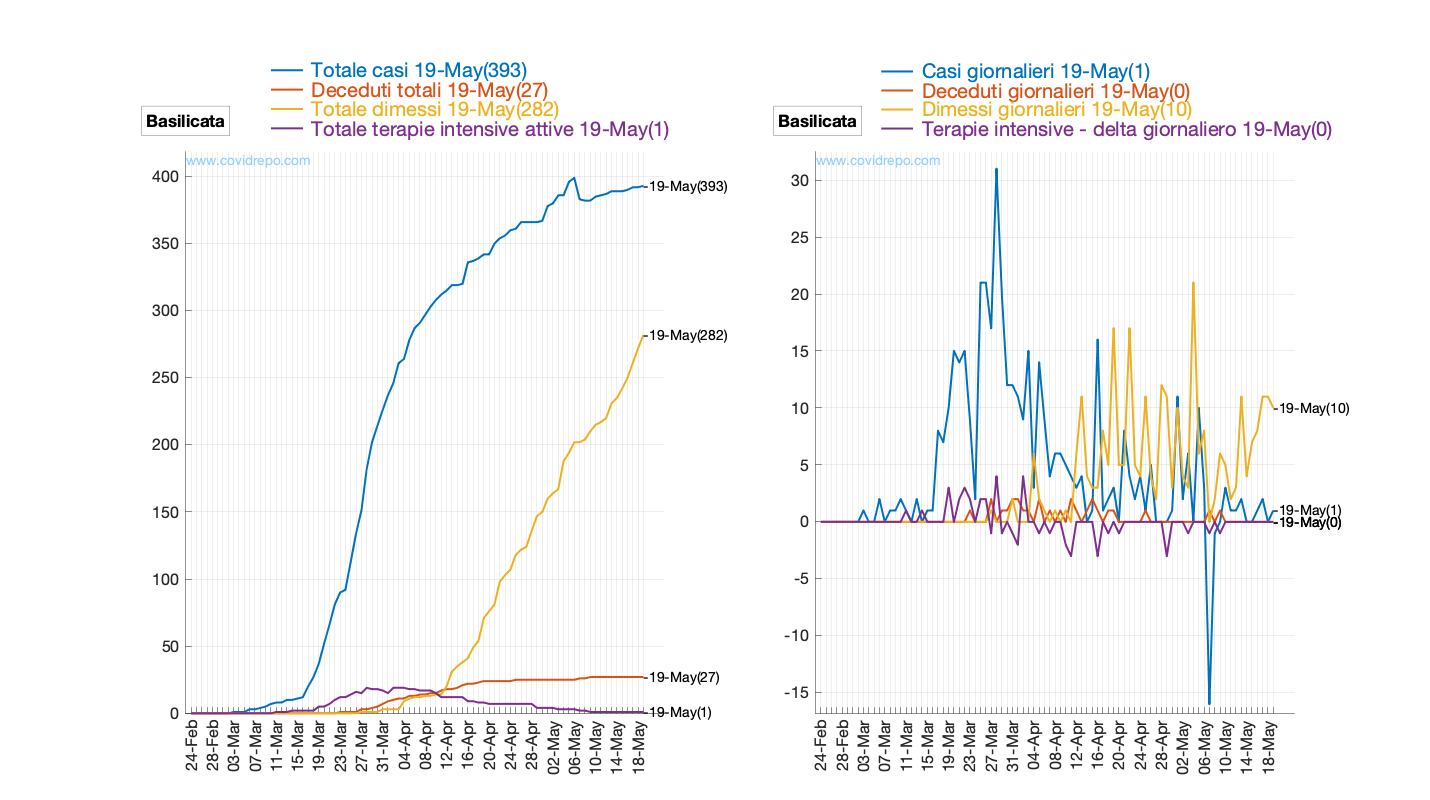 Totale casi 19-May(393)
Deceduti totali 19-May(27)
Totale dimessi 19-May(282)
Totale terapie intensive attive 19-May(1)
Basilicata
www.covidrepo.com
400
350
300
250
200
150
100
50
0
19-May(393)
19-May(282)
19-May(27)
19-May(1)
24-Feb
28-Feb
03-Mar
07-Mar
11-Mar
15-Mar
19-Mar
23-Mar
27-Mar
31-Mar
04-Apr
08-Apr
12-Apr
16-Apr
20-Apr
24-Apr
28-Apr
02-May
06-May
10-May
14-May
18-May
Casi giornalieri 19-May(1)
Deceduti giornalieri 19-May(0)
Dimessi giornalieri 19-May(10)
Terapie intensive - delta giornaliero 19-May(0)
Basilicata
www.covidrepo.com
30
25
20
15
10
5
0
-5
-10
-15
19-May(10)
19-May(1)
19-May(0)
24-Feb
28-Feb
03-Mar
07-Mar
11-Mar
15-Mar
19-Mar
23-Mar
27-Mar
31-Mar
04-Apr
08-Apr
12-Apr
16-Apr
20-Apr
24-Apr
28-Apr
02-May
06-May
10-May
14-May
18-May